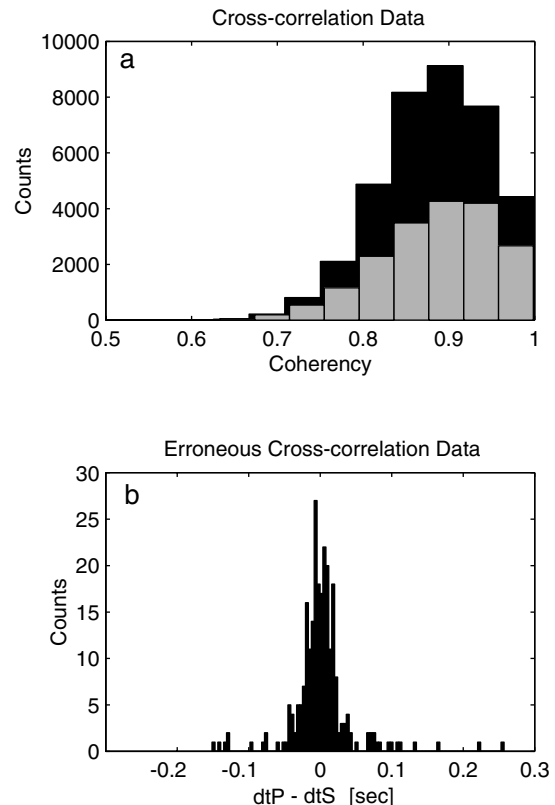 Cross-correlation Data
a
10000
8000
6000
4000
2000
0
Counts
0.5 0.6 0.7 0.8 0.9 1
Coherency
Erroneous Cross-correlation Data
b
30
25
20
15
10
5
0
Counts
-0.2 -0.1 0 0.1 0.2 0.3
dtP - dtS [sec]